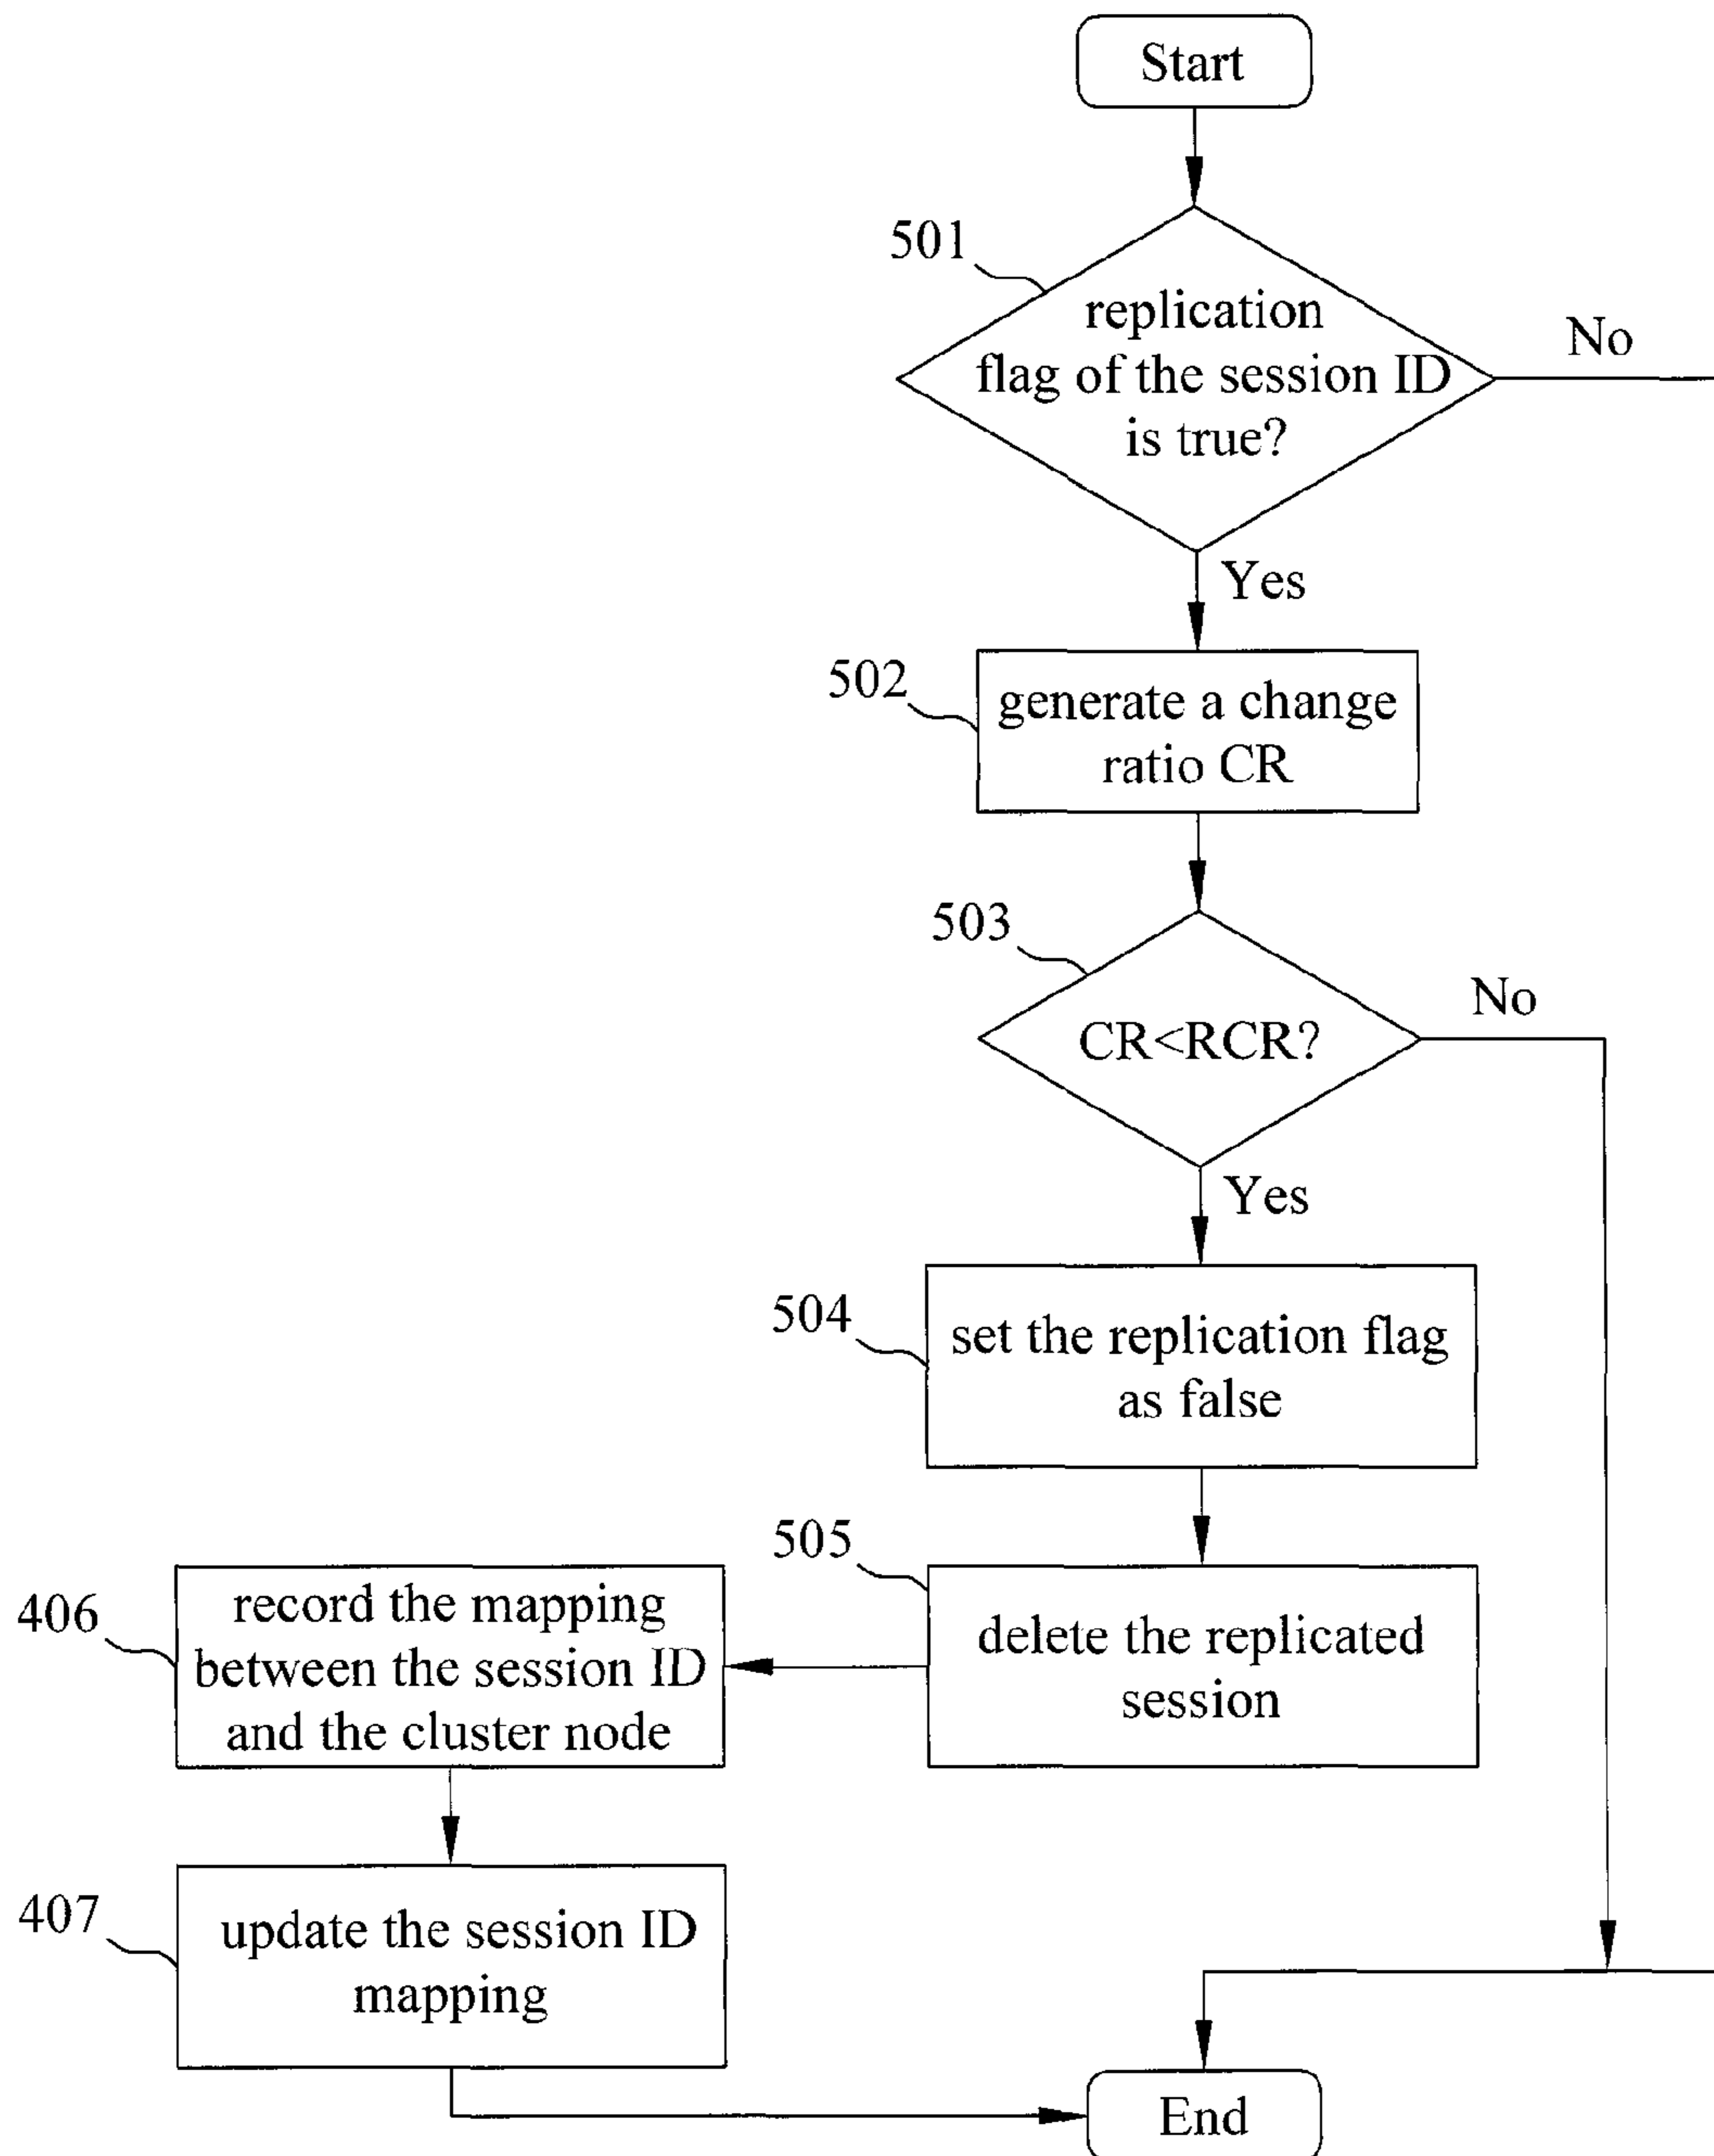 Start
501
replication
flag of the session ID
is true?
No
Yes
502
generate a change
ratio CR
503
CR<RCR?
No
Yes
504
set the replication flag
as false
505
delete the replicated
session
406
record the mapping
between the session ID
and the cluster node
407
update the session ID
mapping
End